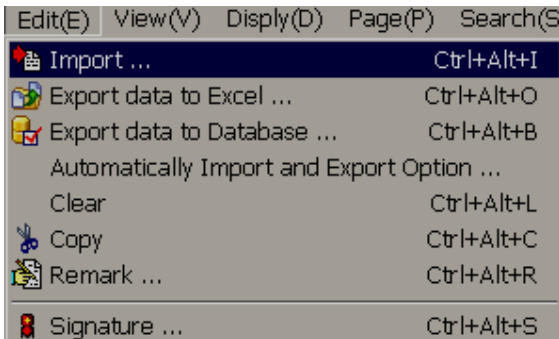 Edit(E) View(V) Disply(D) Page(P) Search(S
Import ... Ctrl+Alt+I
Export data to Excel ... Ctrl+Alt+O
Export data to Database ... Ctrl+Alt+B
Automatically Import and Export Option ...
Clear Ctrl+Alt+L
Copy Ctrl+Alt+C
Remark ... Ctrl+Alt+R
Signature ... Ctrl+Alt+S